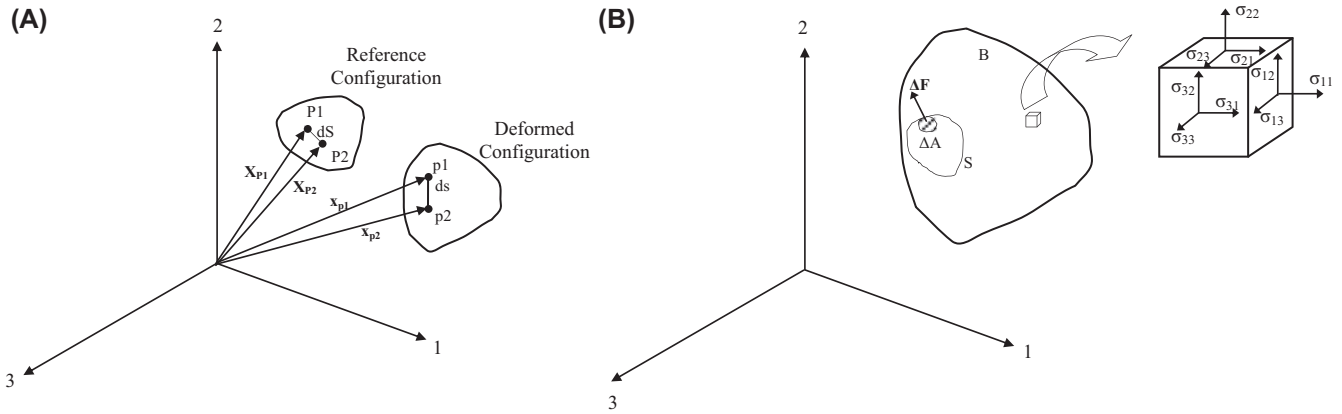 (A)
2
Reference
Configuration
P1
dS
P2
Deformed
Configuration
p1
ds
p2
X_P1
X_P2
x_p1
x_p2
1
3
(B)
2
B
ΔF
ΔA
S
1
3
σ22
σ23
σ21
σ12
σ11
σ32
σ31
σ13
σ33